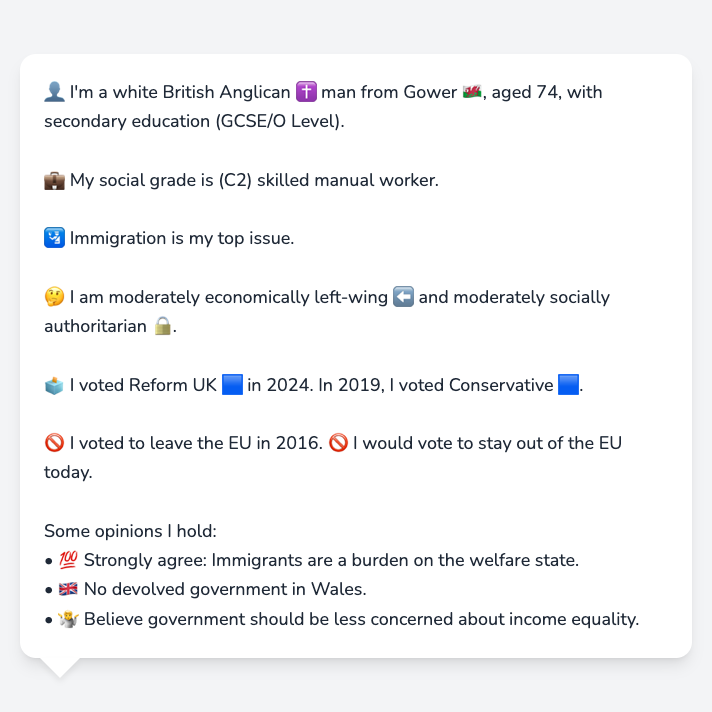 👤 I'm a white British Anglican ✝️ man from Gower 🏴󠁧󠁢󠁷󠁬󠁳󠁿, aged 74, with
secondary education (GCSE/O Level).
💼 My social grade is (C2) skilled manual worker.
🛂 Immigration is my top issue.
🤔 I am moderately economically left-wing ⬅️ and moderately socially
authoritarian 🔒.
🗳️ I voted Reform UK 🟦 in 2024. In 2019, I voted Conservative 🟦.
🚫 I voted to leave the EU in 2016. 🚫 I would vote to stay out of the EU
today.
Some opinions I hold:
• 💯 Strongly agree: Immigrants are a burden on the welfare state.
• 🇬🇧 No devolved government in Wales.
• 🤷 Believe government should be less concerned about income equality.